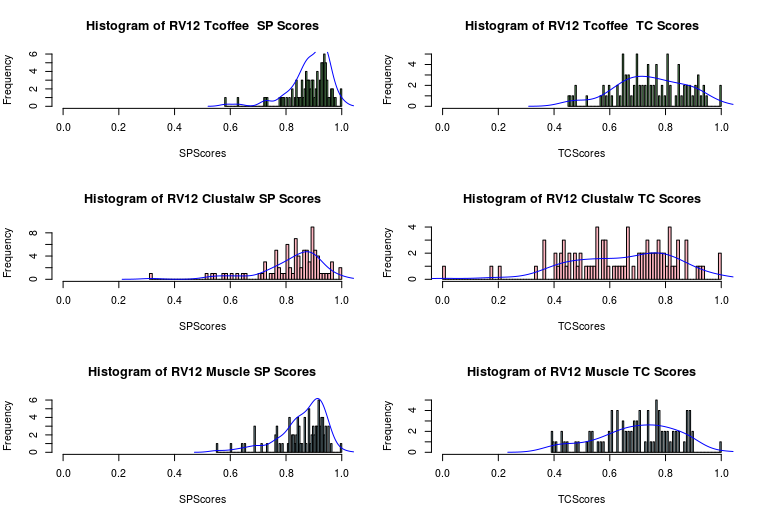 Histogram of RV12 Tcoffee  SP Scores
Frequency
0 2 4 6
0.0 0.2 0.4 0.6 0.8 1.0
SPScores
Histogram of RV12 Tcoffee  TC Scores
Frequency
0 2 4
0.0 0.2 0.4 0.6 0.8 1.0
TCScores
Histogram of RV12 Clustalw SP Scores
Frequency
0 4 8
0.0 0.2 0.4 0.6 0.8 1.0
SPScores
Histogram of RV12 Clustalw TC Scores
Frequency
0 2 4
0.0 0.2 0.4 0.6 0.8 1.0
TCScores
Histogram of RV12 Muscle SP Scores
Frequency
0 2 4 6
0.0 0.2 0.4 0.6 0.8 1.0
SPScores
Histogram of RV12 Muscle TC Scores
Frequency
0 2 4
0.0 0.2 0.4 0.6 0.8 1.0
TCScores